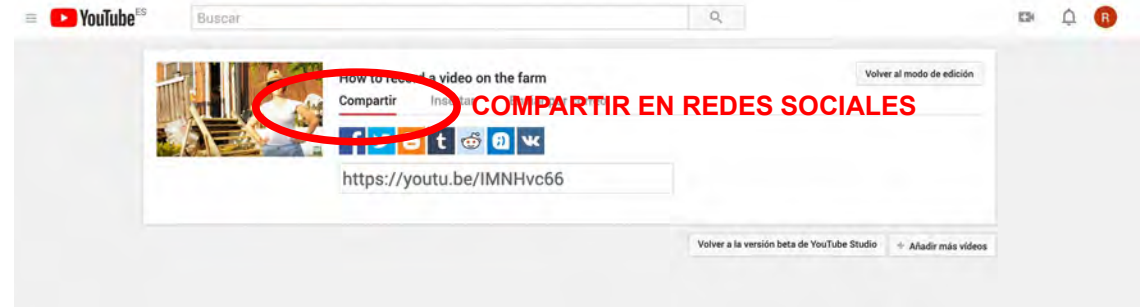 YouTube ES
Buscar
R
How to record a video on the farm
Volver al modo de edición
Compartir
COMPARTIR EN REDES SOCIALES
t
https://youtu.be/IMNHvc66
Volver a la versión beta de YouTube Studio
+ Añadir más vídeos